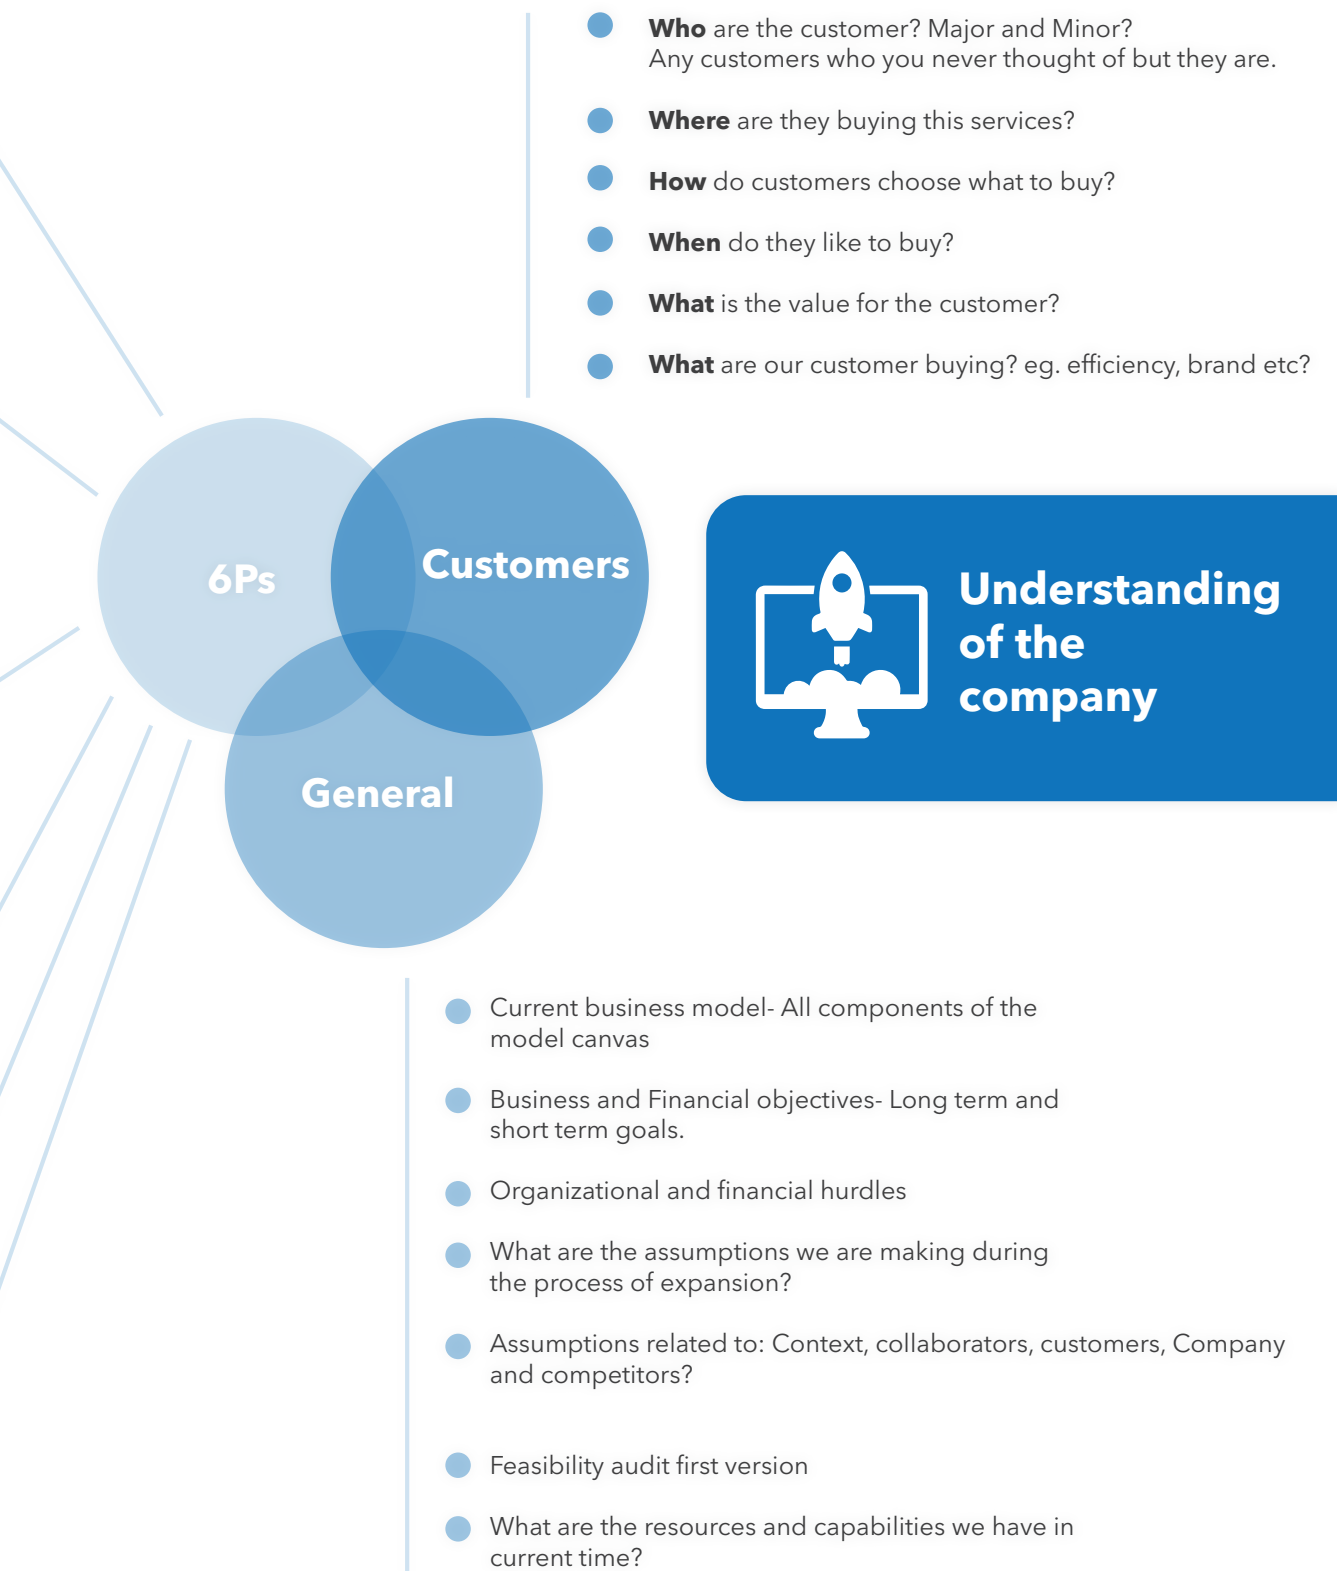 Who are the customer? Major and Minor?
Any customers who you never thought of but they are.
Where are they buying this services?
How do customers choose what to buy?
When do they like to buy?
What is the value for the customer?
What are our customer buying? eg. efficiency, brand etc?
6Ps
Customers
General
Understanding
of the
company
Current business model- All components of the
model canvas
Business and Financial objectives- Long term and
short term goals.
Organizational and financial hurdles
What are the assumptions we are making during
the process of expansion?
Assumptions related to: Context, collaborators, customers, Company
and competitors?
Feasibility audit first version
What are the resources and capabilities we have in
current time?